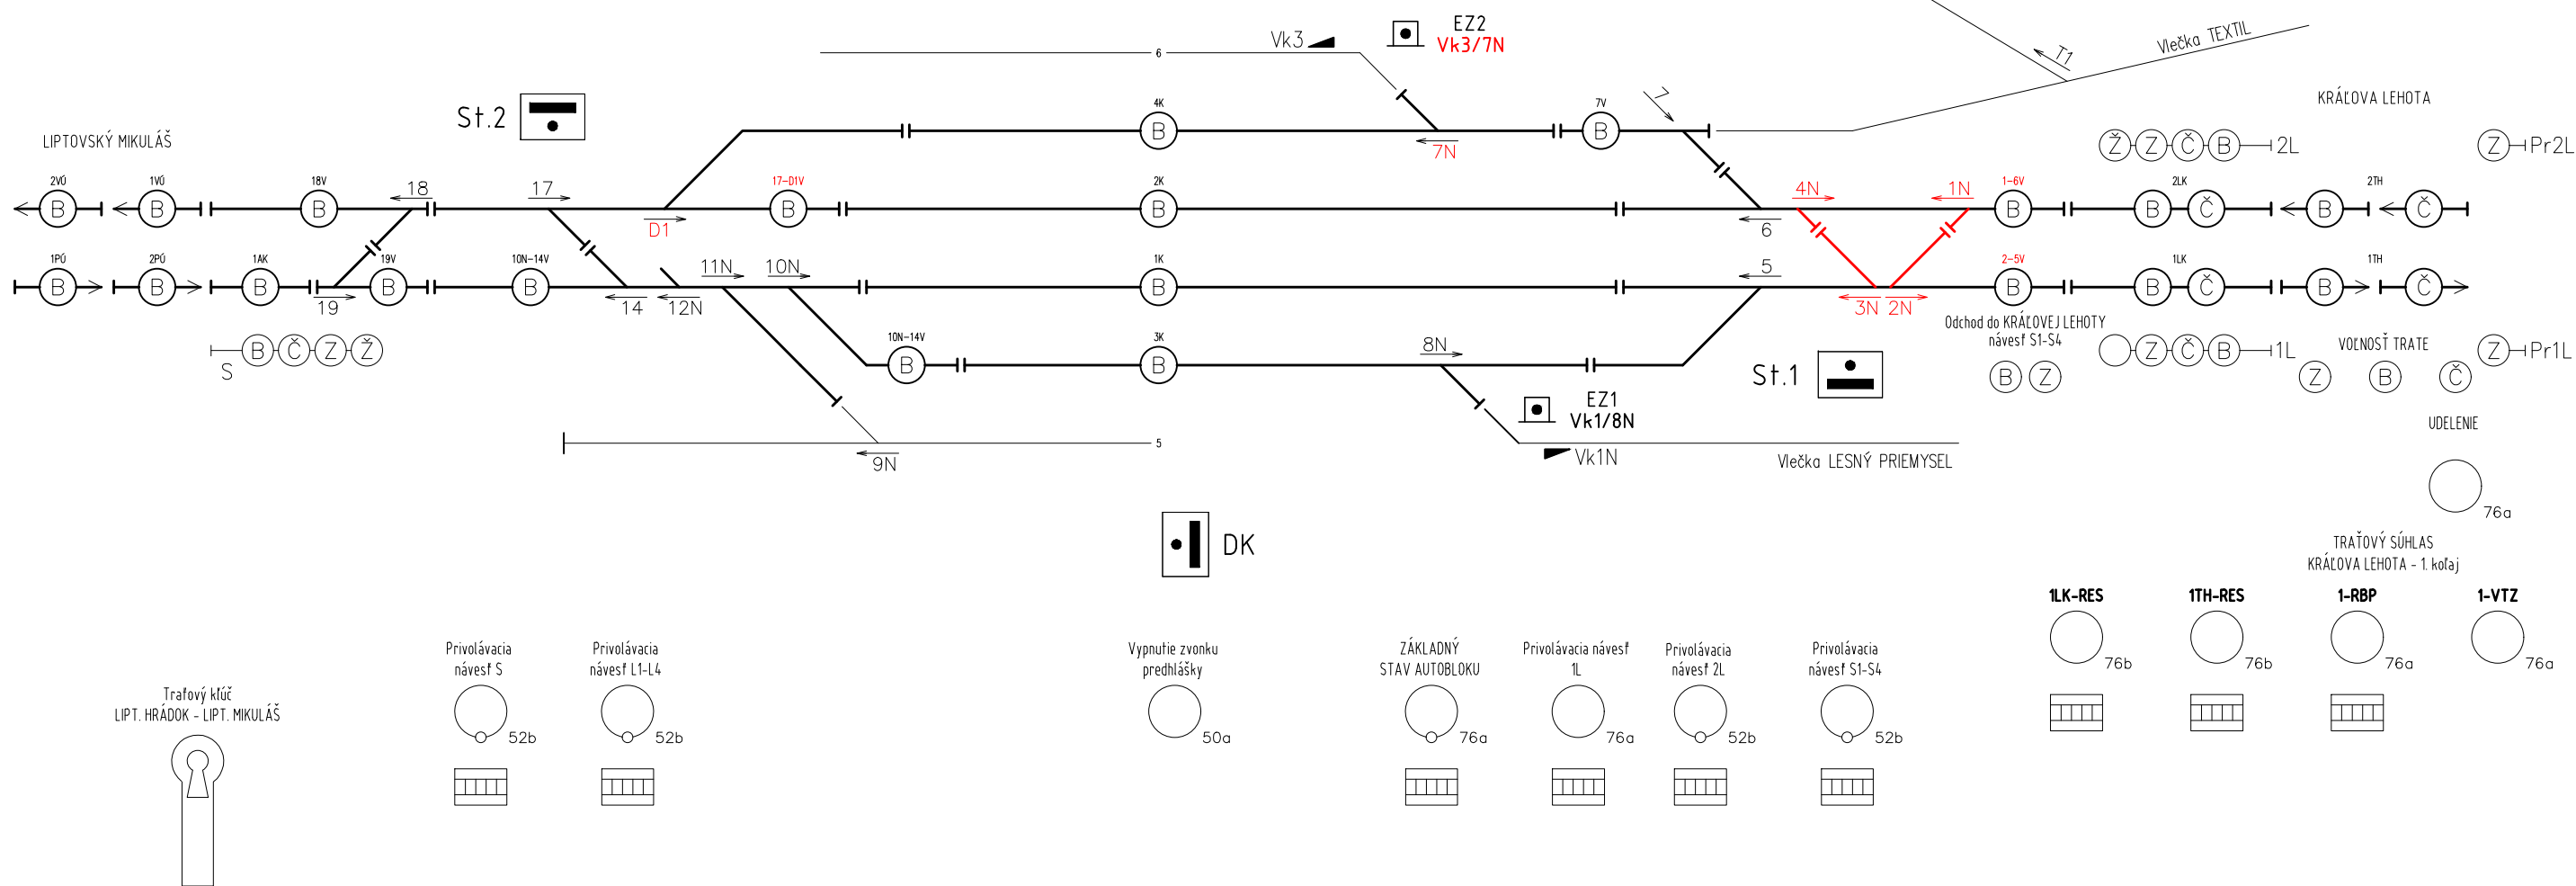 EZ2
Vk3
Vk3/7N
6
T1
Vlečka TEXTIL
St.2
4K
7V
7
KRÁĽOVA LEHOTA
B
B
LIPTOVSKÝ MIKULÁŠ
7N
Ž Z Č B 2L
Z Pr2L
2VÚ
1VÚ
18V
18
17
17-D1V
2K
4N
1N
1-6V
2LK
2TH
B
B
B
B
B
B
B Č
B
Č
D1
6
1PÚ
2PÚ
1AK
19V
10N-14V
11N
10N
1K
5
2-5V
1LK
1TH
B
B
B
B
B
B
B
B Č
B
Č
19
14
12N
3N
2N
Odchod do KRÁĽOVEJ LEHOTY
návesť S1-S4
10N-14V
3K
8N
S
B Č Z Ž
B
B
St.1
Z Č B 1L
VOĽNOSŤ TRATE
Z Pr1L
B Z
Z
B
Č
EZ1
Vk1/8N
5
9N
Vk1N
Vlečka LESNÝ PRIEMYSEL
UDELENIE
76a
DK
TRAŤOVÝ SÚHLAS
KRÁĽOVA LEHOTA - 1. koľaj
1LK-RES
1TH-RES
1-RBP
1-VTZ
76b
76b
76a
76a
Privolávacia
návesť S
Privolávacia
návesť L1-L4
Vypnutie zvonku
predhlášky
ZÁKLADNÝ
STAV AUTOBLOKU
Privolávacia návesť
1L
Privolávacia
návesť 2L
Privolávacia
návesť S1-S4
52b
52b
50a
76a
76a
52b
52b
Traťový kľúč
LIPT. HRÁDOK - LIPT. MIKULÁŠ